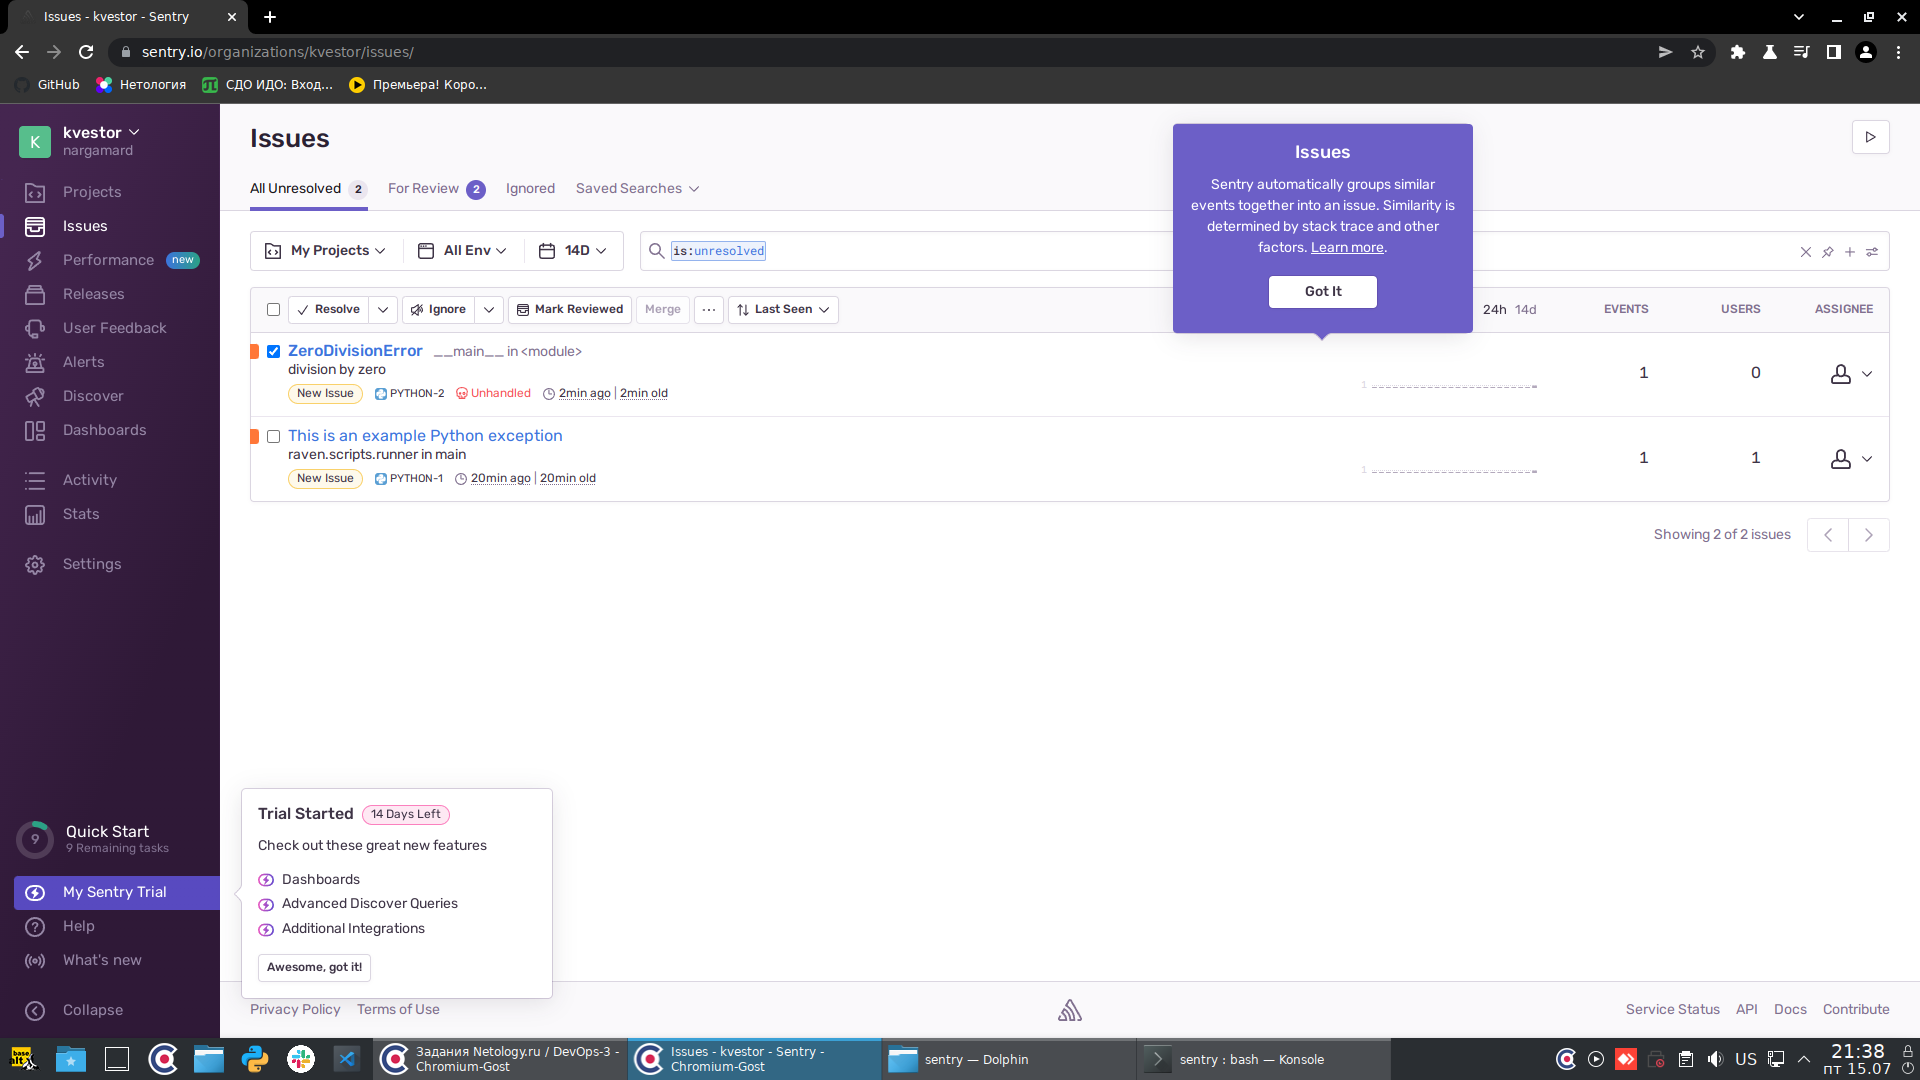 Issues - kvestor - Sentry
sentry.io/organizations/kvestor/issues/
GitHub
Нетология
СДО ИДО: Вход...
Премьера! Коро...
K
kvestor
nargamard
Projects
Issues
Performance new
Releases
User Feedback
Alerts
Discover
Dashboards
Activity
Stats
Settings
9
Quick Start
9 Remaining tasks
My Sentry Trial
Help
What's new
Collapse
Issues
All Unresolved 2
For Review 2
Ignored
Saved Searches
My Projects
All Env
14D
is:unresolved
Issues
Sentry automatically groups similar
events together into an issue. Similarity is
determined by stack trace and other
factors. Learn more.
Got It
Resolve
Ignore
Mark Reviewed
Merge
...
Last Seen
24h 14d
EVENTS
USERS
ASSIGNEE
ZeroDivisionError __main__ in <module>
division by zero
New Issue PYTHON-2 Unhandled 2min ago | 2min old
1
1
0
This is an example Python exception
raven.scripts.runner in main
New Issue PYTHON-1 20min ago | 20min old
1
1
1
Showing 2 of 2 issues
Trial Started 14 Days Left
Check out these great new features
Dashboards
Advanced Discover Queries
Additional Integrations
Awesome, got it!
Privacy Policy Terms of Use
Service Status API Docs Contribute
base
alt
Задания Netology.ru / DevOps-3 -
Chromium-Gost
Issues - kvestor - Sentry -
Chromium-Gost
sentry — Dolphin
sentry : bash — Konsole
US
21:38
пт 15.07